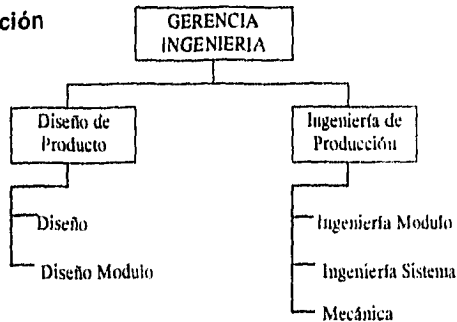 ción
GERENCIA
INGENIERIA
Diseño de
Producto
Ingeniería de
Producción
Diseño
Diseño Modulo
Ingeniería Modulo
Ingeniería Sistema
Mecánica